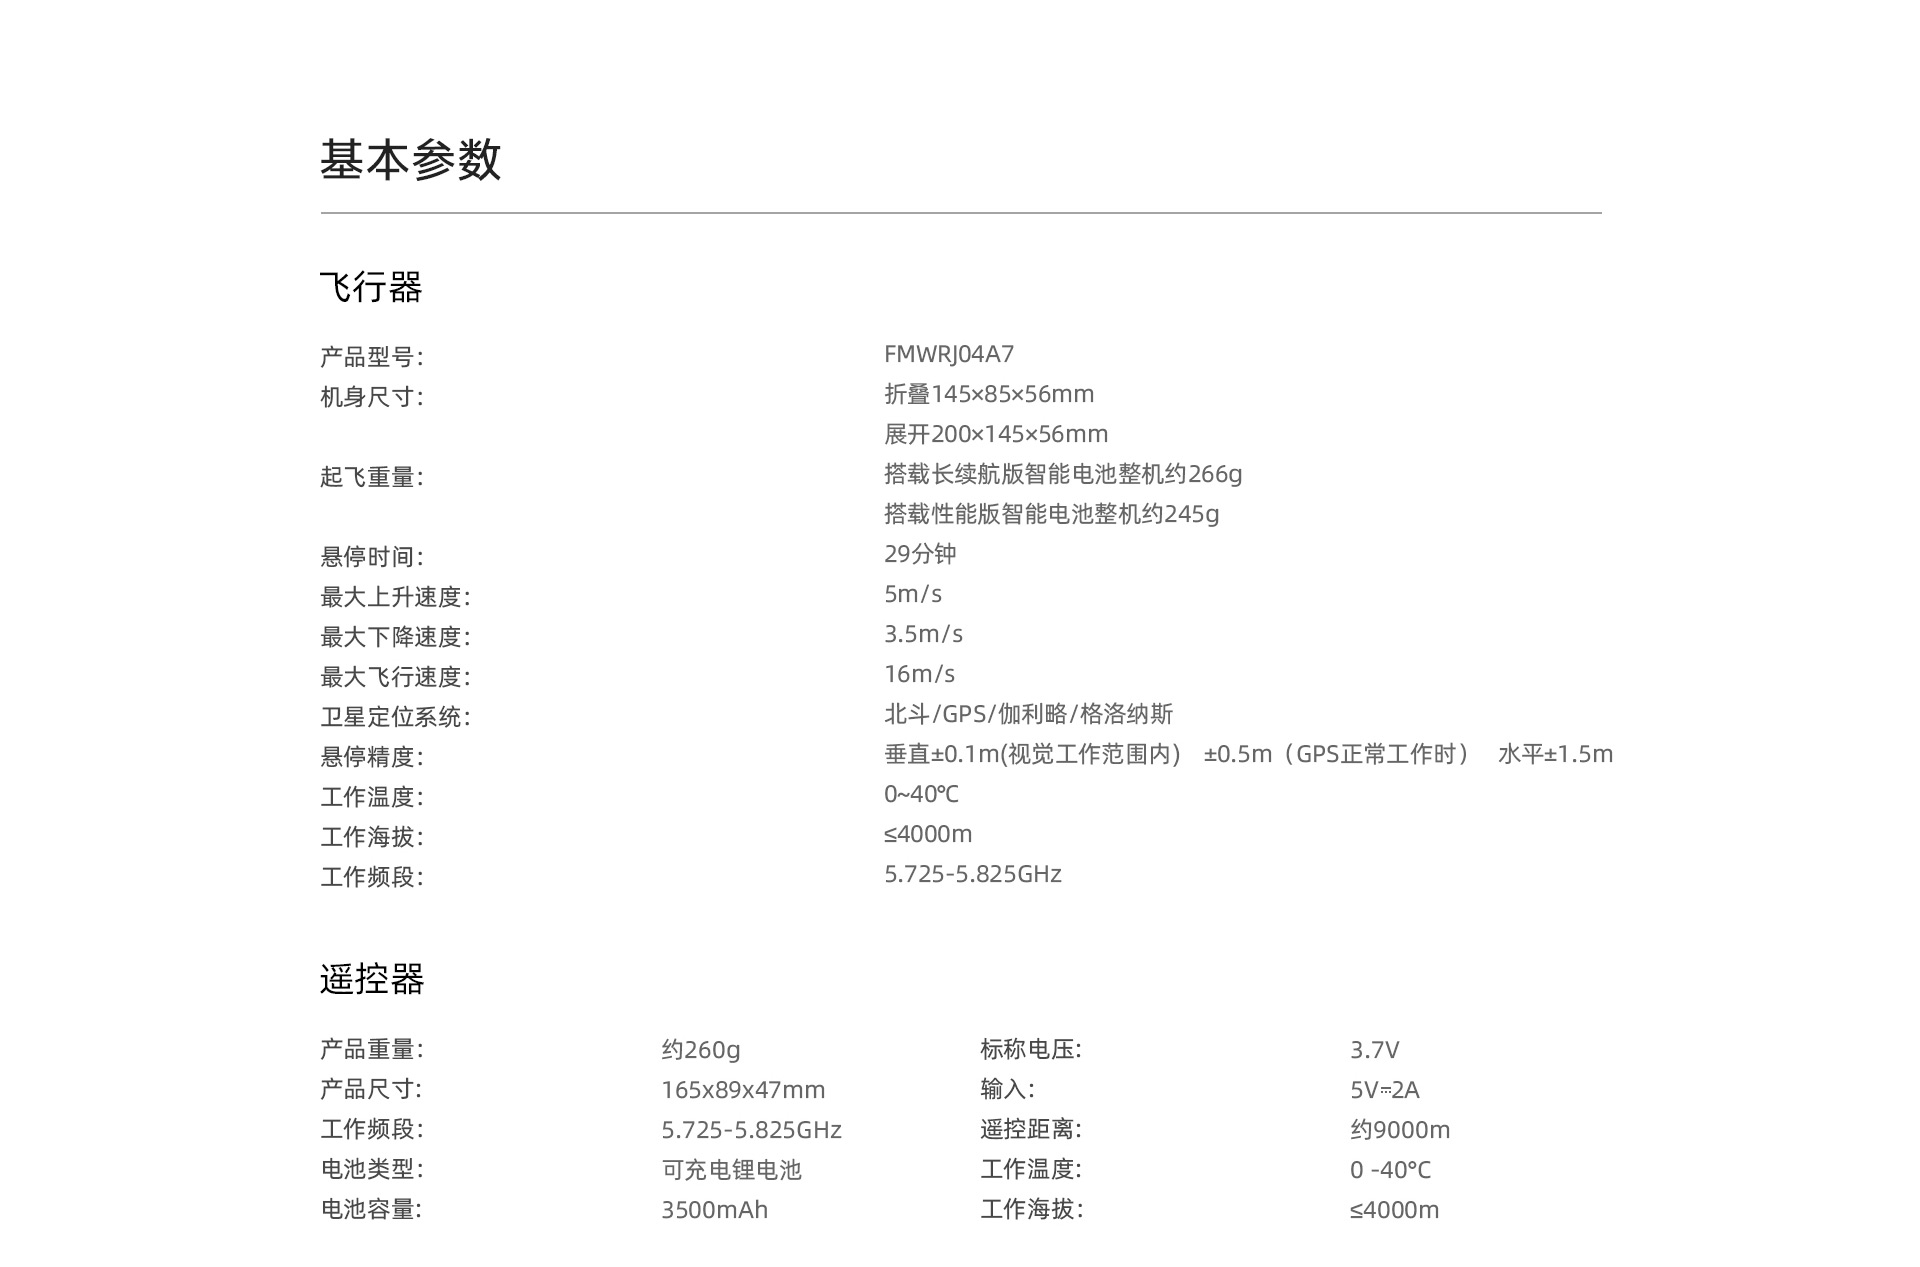 基本参数
飞行器
产品型号： FMWRJ04A7
机身尺寸： 折叠145×85×56mm
展开200×145×56mm
起飞重量： 搭载长续航版智能电池整机约266g
搭载性能版智能电池整机约245g
悬停时间： 29分钟
最大上升速度： 5m/s
最大下降速度： 3.5m/s
最大飞行速度： 16m/s
卫星定位系统： 北斗/GPS/伽利略/格洛纳斯
悬停精度： 垂直±0.1m(视觉工作范围内） ±0.5m（GPS正常工作时） 水平±1.5m
工作温度： 0~40℃
工作海拔： ≤4000m
工作频段： 5.725-5.825GHz
遥控器
产品重量： 约260g 标称电压: 3.7V
产品尺寸: 165x89x47mm 输入: 5V⎓2A
工作频段： 5.725-5.825GHz 遥控距离: 约9000m
电池类型： 可充电锂电池 工作温度: 0 -40°C
电池容量: 3500mAh 工作海拔： ≤4000m